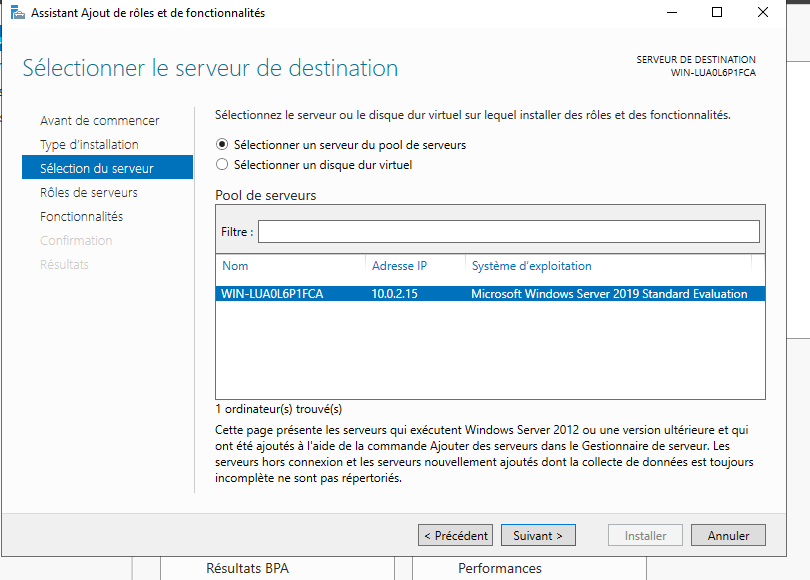 Assistant Ajout de rôles et de fonctionnalités
Sélectionner le serveur de destination
SERVEUR DE DESTINATION
WIN-LUA0L6P1FCA
Avant de commencer
Type d'installation
Sélection du serveur
Rôles de serveurs
Fonctionnalités
Confirmation
Résultats
Sélectionnez le serveur ou le disque dur virtuel sur lequel installer des rôles et des fonctionnalités.
Sélectionner un serveur du pool de serveurs
Sélectionner un disque dur virtuel
Pool de serveurs
Filtre :
Nom Adresse IP Système d'exploitation
WIN-LUA0L6P1FCA 10.0.2.15 Microsoft Windows Server 2019 Standard Evaluation
1 ordinateur(s) trouvé(s)
Cette page présente les serveurs qui exécutent Windows Server 2012 ou une version ultérieure et qui
ont été ajoutés à l'aide de la commande Ajouter des serveurs dans le Gestionnaire de serveur. Les
serveurs hors connexion et les serveurs nouvellement ajoutés dont la collecte de données est toujours
incomplète ne sont pas répertoriés.
< Précédent Suivant > Installer Annuler
Résultats BPA Performances